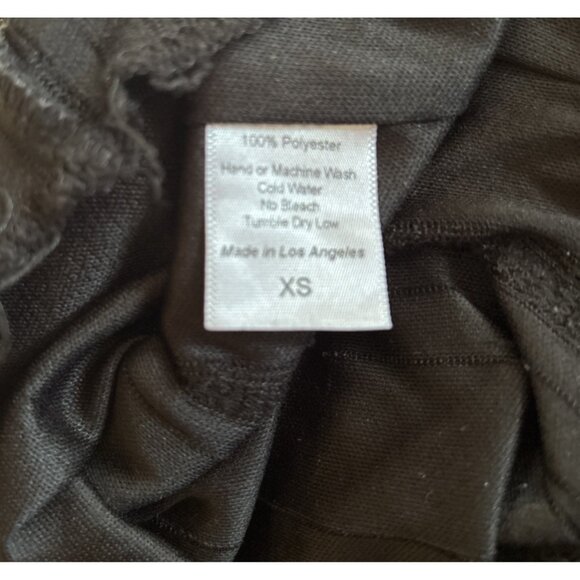 100% Polyester
Hand or Machine Wash
Cold Water
No Bleach
Tumble Dry Low
Made in Los Angeles
XS